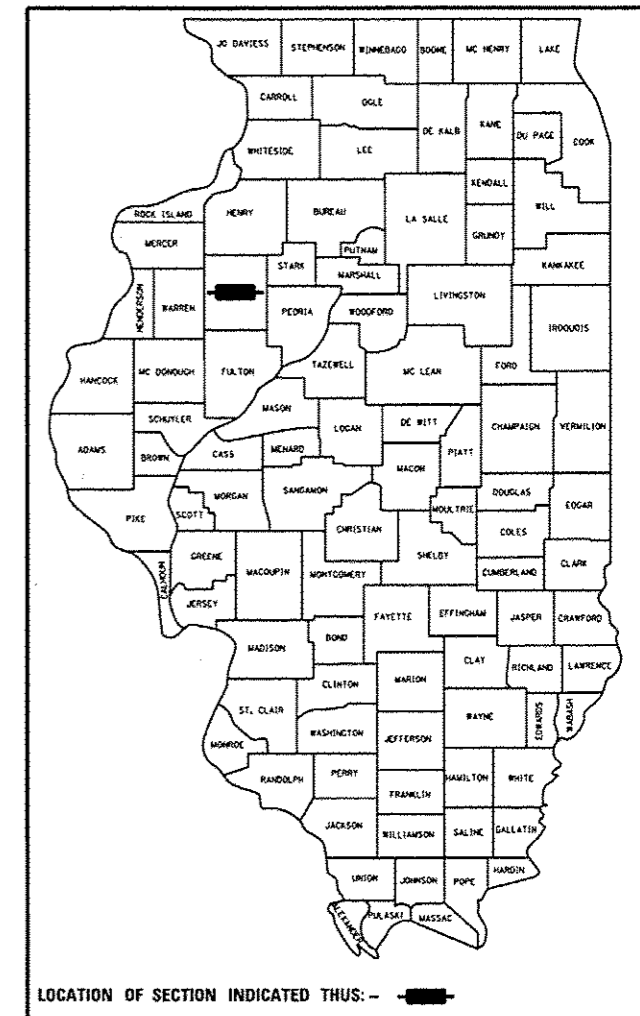 JO DAVIESS STEPHENSON WINNEBAGO BOONE MC HENRY LAKE
CARROLL OGLE DE KALB KANE DU PAGE COOK
WHITESIDE LEE KENDALL WILL
ROCK ISLAND HENRY BUREAU LA SALLE GRUNDY
MERCER PUTNAM KANKAKEE
HENDERSON WARREN STARK MARSHALL LIVINGSTON
PEORIA WOODFORD IROQUOIS
HANCOCK MC DONOUGH FULTON TAZEWELL MC LEAN FORD
SCHUYLER MASON LOGAN DE WITT CHAMPAIGN VERMILION
ADAMS BROWN CASS MENARD MACON PIATT
PIKE SCOTT MORGAN SANGAMON MOULTRIE DOUGLAS EDGAR
CHRISTIAN COLES
CALHOUN GREENE MACOUPIN MONTGOMERY SHELBY CUMBERLAND CLARK
JERSEY FAYETTE EFFINGHAM JASPER CRAWFORD
MADISON BOND CLAY RICHLAND LAWRENCE
CLINTON MARION
ST. CLAIR WAYNE EDWARDS WABASH
MONROE WASHINGTON JEFFERSON
RANDOLPH PERRY HAMILTON WHITE
FRANKLIN
JACKSON WILLIAMSON SALINE GALLATIN
UNION JOHNSON POPE HARDIN
ALEXANDER PULASKI MASSAC
LOCATION OF SECTION INDICATED THUS: -